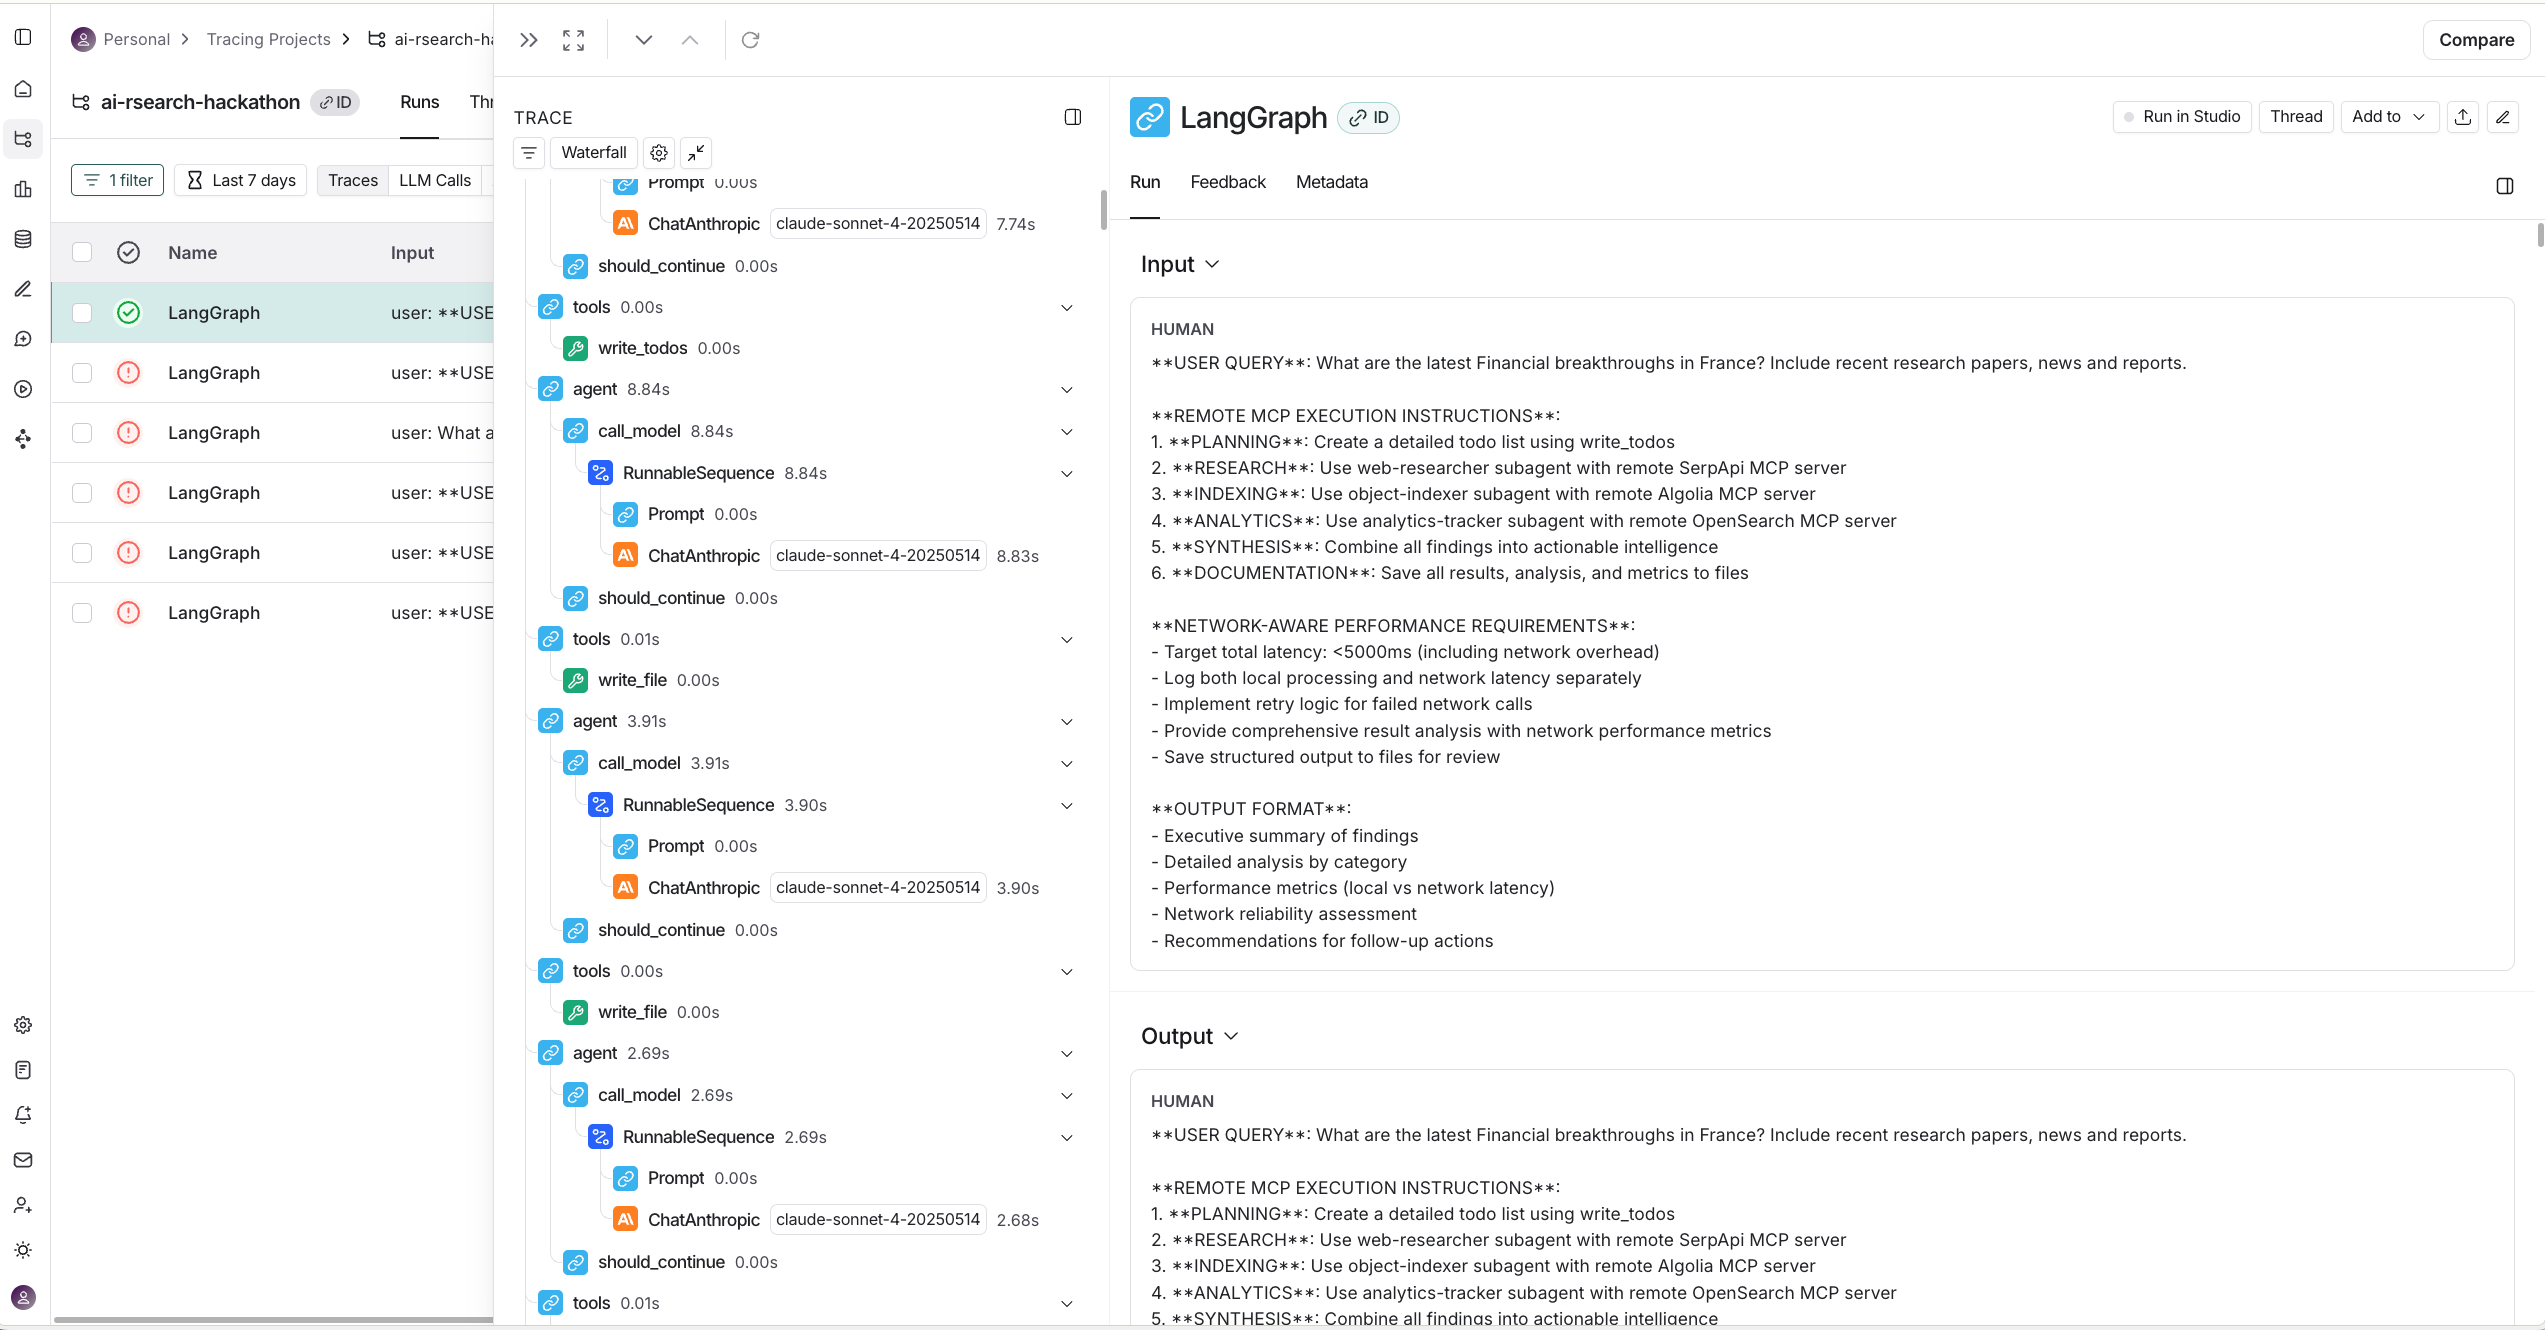 Personal > Tracing Projects > ai-rsearch-ha
Compare
ai-rsearch-hackathon ID Runs Thr
1 filter Last 7 days Traces LLM Calls
Name Input
LangGraph user: **USE
LangGraph user: **USE
LangGraph user: What a
LangGraph user: **USE
LangGraph user: **USE
LangGraph user: **USE
TRACE
Waterfall
Prompt 0.00s
ChatAnthropic claude-sonnet-4-20250514 7.74s
should_continue 0.00s
tools 0.00s
write_todos 0.00s
agent 8.84s
call_model 8.84s
RunnableSequence 8.84s
Prompt 0.00s
ChatAnthropic claude-sonnet-4-20250514 8.83s
should_continue 0.00s
tools 0.01s
write_file 0.00s
agent 3.91s
call_model 3.91s
RunnableSequence 3.90s
Prompt 0.00s
ChatAnthropic claude-sonnet-4-20250514 3.90s
should_continue 0.00s
tools 0.00s
write_file 0.00s
agent 2.69s
call_model 2.69s
RunnableSequence 2.69s
Prompt 0.00s
ChatAnthropic claude-sonnet-4-20250514 2.68s
should_continue 0.00s
tools 0.01s
LangGraph ID
Run in Studio Thread Add to
Run Feedback Metadata
Input
HUMAN
**USER QUERY**: What are the latest Financial breakthroughs in France? Include recent research papers, news and reports.
**REMOTE MCP EXECUTION INSTRUCTIONS**:
1. **PLANNING**: Create a detailed todo list using write_todos
2. **RESEARCH**: Use web-researcher subagent with remote SerpApi MCP server
3. **INDEXING**: Use object-indexer subagent with remote Algolia MCP server
4. **ANALYTICS**: Use analytics-tracker subagent with remote OpenSearch MCP server
5. **SYNTHESIS**: Combine all findings into actionable intelligence
6. **DOCUMENTATION**: Save all results, analysis, and metrics to files
**NETWORK-AWARE PERFORMANCE REQUIREMENTS**:
- Target total latency: <5000ms (including network overhead)
- Log both local processing and network latency separately
- Implement retry logic for failed network calls
- Provide comprehensive result analysis with network performance metrics
- Save structured output to files for review
**OUTPUT FORMAT**:
- Executive summary of findings
- Detailed analysis by category
- Performance metrics (local vs network latency)
- Network reliability assessment
- Recommendations for follow-up actions
Output
HUMAN
**USER QUERY**: What are the latest Financial breakthroughs in France? Include recent research papers, news and reports.
**REMOTE MCP EXECUTION INSTRUCTIONS**:
1. **PLANNING**: Create a detailed todo list using write_todos
2. **RESEARCH**: Use web-researcher subagent with remote SerpApi MCP server
3. **INDEXING**: Use object-indexer subagent with remote Algolia MCP server
4. **ANALYTICS**: Use analytics-tracker subagent with remote OpenSearch MCP server
5. **SYNTHESIS**: Combine all findings into actionable intelligence